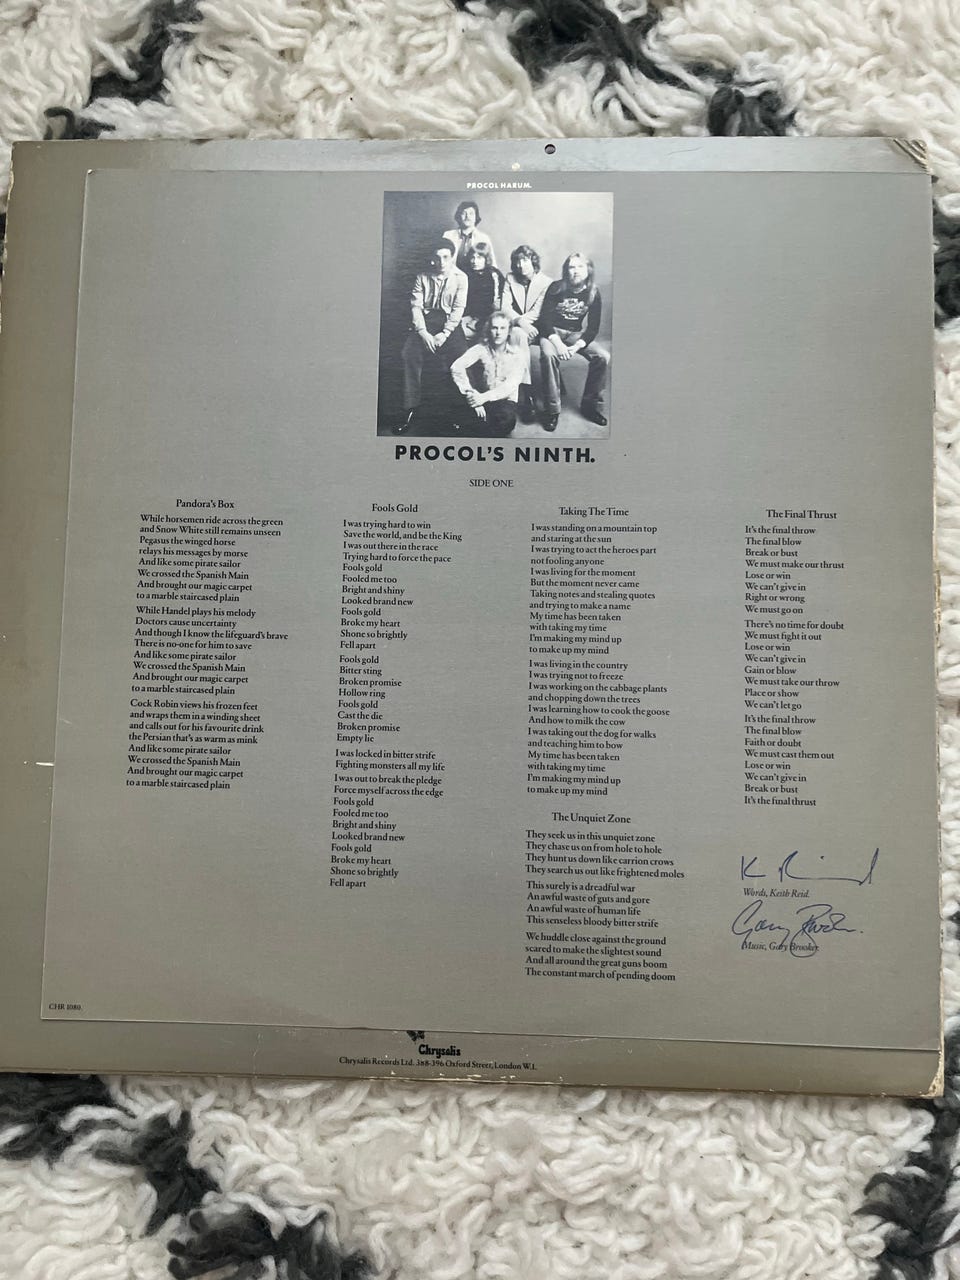 PROCOL HARUM.
PROCOL'S NINTH.
SIDE ONE
Pandora's Box
While horsemen ride across the green
and Snow White still remains unseen
Pegasus the winged horse
relays his messages by morse
And like some pirate sailor
We crossed the Spanish Main
And brought our magic carpet
to a marble staircased plain
While Handel plays his melody
Doctors cause uncertainty
And though I know the lifeguard's brave
There is no-one for him to save
And like some pirate sailor
We crossed the Spanish Main
And brought our magic carpet
to a marble staircased plain
Cock Robin views his frozen feet
and wraps them in a winding sheet
and calls out for his favourite drink
the Persian that's as warm as mink
And like some pirate sailor
We crossed the Spanish Main
And brought our magic carpet
to a marble staircased plain
Fools Gold
I was trying hard to win
Save the world, and be the King
I was out there in the race
Trying hard to force the pace
Fools gold
Fooled me too
Bright and shiny
Looked brand new
Fools gold
Broke my heart
Shone so brightly
Fell apart
Fools gold
Bitter sting
Broken promise
Hollow ring
Fools gold
Cast the die
Broken promise
Empty lie
I was locked in bitter strife
Fighting monsters all my life
I was out to break the pledge
Force myself across the edge
Fools gold
Fooled me too
Bright and shiny
Looked brand new
Fools gold
Broke my heart
Shone so brightly
Fell apart
Taking The Time
I was standing on a mountain top
and staring at the sun
I was trying to act the heroes part
not fooling anyone
I was living for the moment
But the moment never came
Taking notes and stealing quotes
and trying to make a name
My time has been taken
with taking my time
I'm making my mind up
to make up my mind
I was living in the country
I was trying not to freeze
I was working on the cabbage plants
and chopping down the trees
I was learning how to cook the goose
And how to milk the cow
I was taking out the dog for walks
and teaching him to bow
My time has been taken
with taking my time
I'm making my mind up
to make up my mind
The Unquiet Zone
They seek us in this unquiet zone
They chase us on from hole to hole
They hunt us down like carrion crows
They search us out like frightened moles
This surely is a dreadful war
An awful waste of guts and gore
An awful waste of human life
This senseless bloody bitter strife
We huddle close against the ground
scared to make the slightest sound
And all around the great guns boom
The constant march of pending doom
The Final Thrust
It's the final throw
The final blow
Break or bust
We must make our thrust
Lose or win
We can't give in
Right or wrong
We must go on
There's no time for doubt
We must fight it out
Lose or win
We can't give in
Gain or blow
We must take our throw
Place or show
We can't let go
It's the final throw
The final blow
Faith or doubt
We must cast them out
Lose or win
We can't give in
Break or bust
It's the final thrust
K Reid
Words, Keith Reid.
Gary Brooker.
Music, Gary Brooker.
CHR 1080.
Chrysalis
Chrysalis Records Ltd. 388-396 Oxford Street, London W.1.